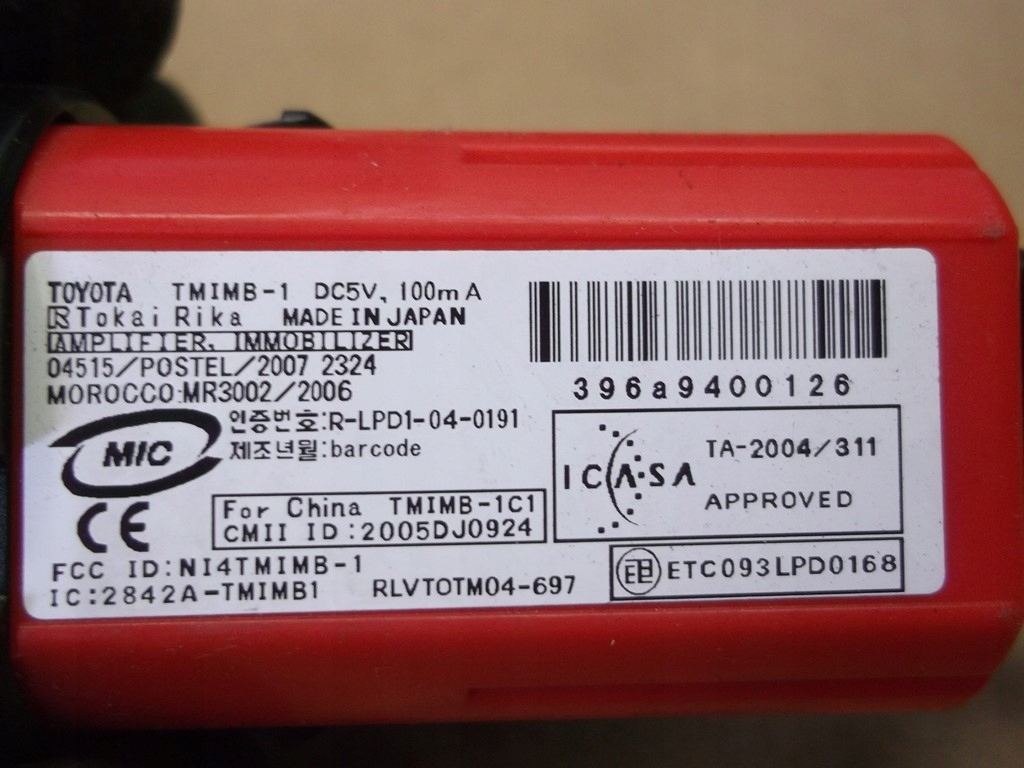 TOYOTA TMIMB-1 DC5V, 100mA
R Tokai Rika MADE IN JAPAN
AMPLIFIER, IMMOBILIZER
04515/POSTEL/2007 2324
MOROCCO:MR3002/2006
396a9400126
MIC
인증번호:R-LPD1-04-0191
제조년월:barcode
ICASA
TA-2004/311
APPROVED
CE
For China TMIMB-1C1
CMII ID:2005DJ0924
FCC ID:NI4TMIMB-1
IC:2842A-TMIMB1
RLVTOTM04-697
ETC093LPD0168